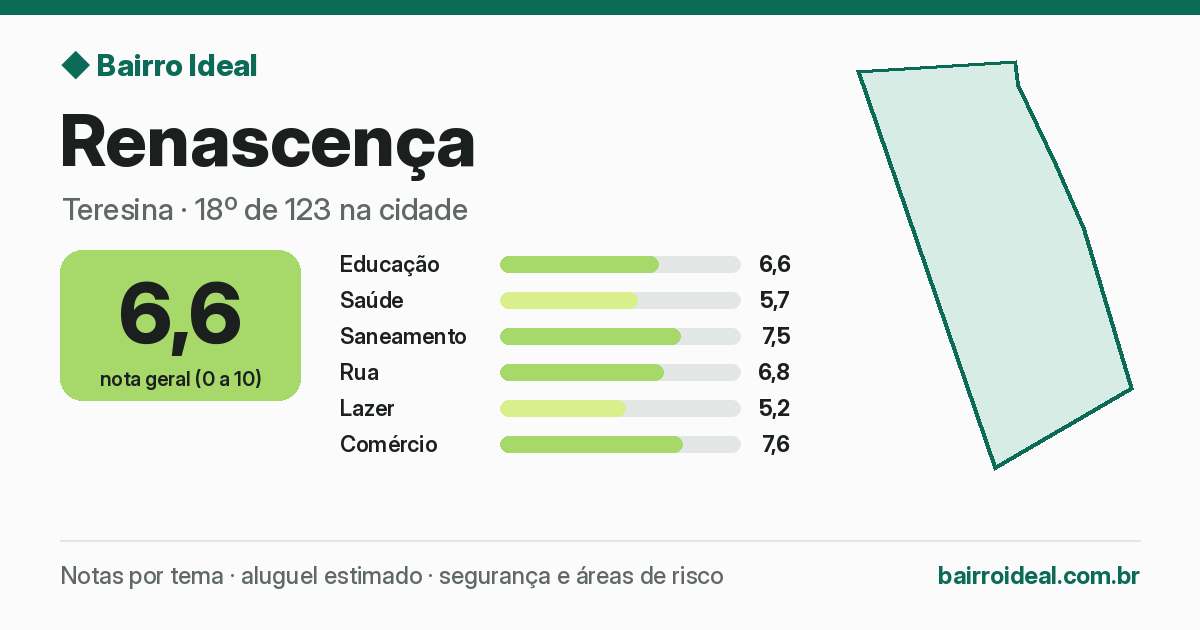 Bairro Ideal
Renascença
Teresina · 18º de 123 na cidade
6,6
nota geral (0 a 10)
Educação 6,6
Saúde 5,7
Saneamento 7,5
Rua 6,8
Lazer 5,2
Comércio 7,6
Notas por tema · aluguel estimado · segurança e áreas de risco
bairroideal.com.br